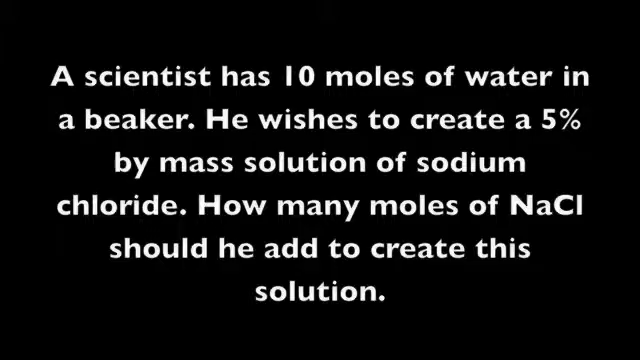 A scientist has 10 moles of water in
a beaker. He wishes to create a 5%
by mass solution of sodium
chloride. How many moles of NaCl
should he add to create this
solution.